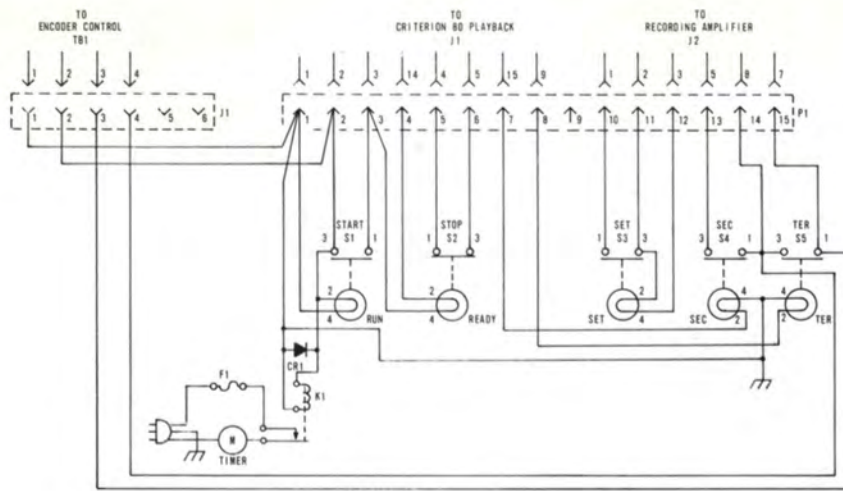 TO
ENCODER CONTROL
TB1
TO
CRITERION 80 PLAYBACK
J1
TO
RECORDING AMPLIFIER
J2
1 2 3 4
1 2 3 14 4 5 15 9
1 2 3 5 8 7
1 2 3 4 5 6 J1
1 2 3 4 5 6 7 8 9 10 11 12 13 14 15 P1
START
S1
3 1
STOP
S2
1 3
SET
S3
1 3
SEC
S4
3 1
TER
S5
3 1
2 4 RUN
2 4 READY
SET 2 4
SEC 4 2
4 2 TER
CR1
K1
F1
M
TIMER